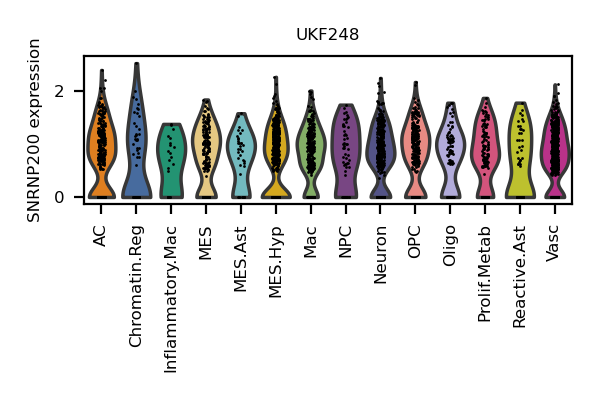 UKF248
SNRNP200 expression
2
0
AC
Chromatin.Reg
Inflammatory.Mac
MES
MES.Ast
MES.Hyp
Mac
NPC
Neuron
OPC
Oligo
Prolif.Metab
Reactive.Ast
Vasc